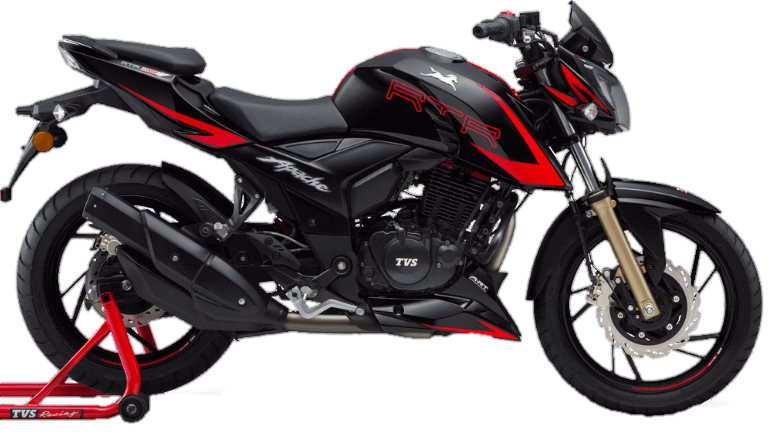 RTR
Apache
TVS
TVS Racing